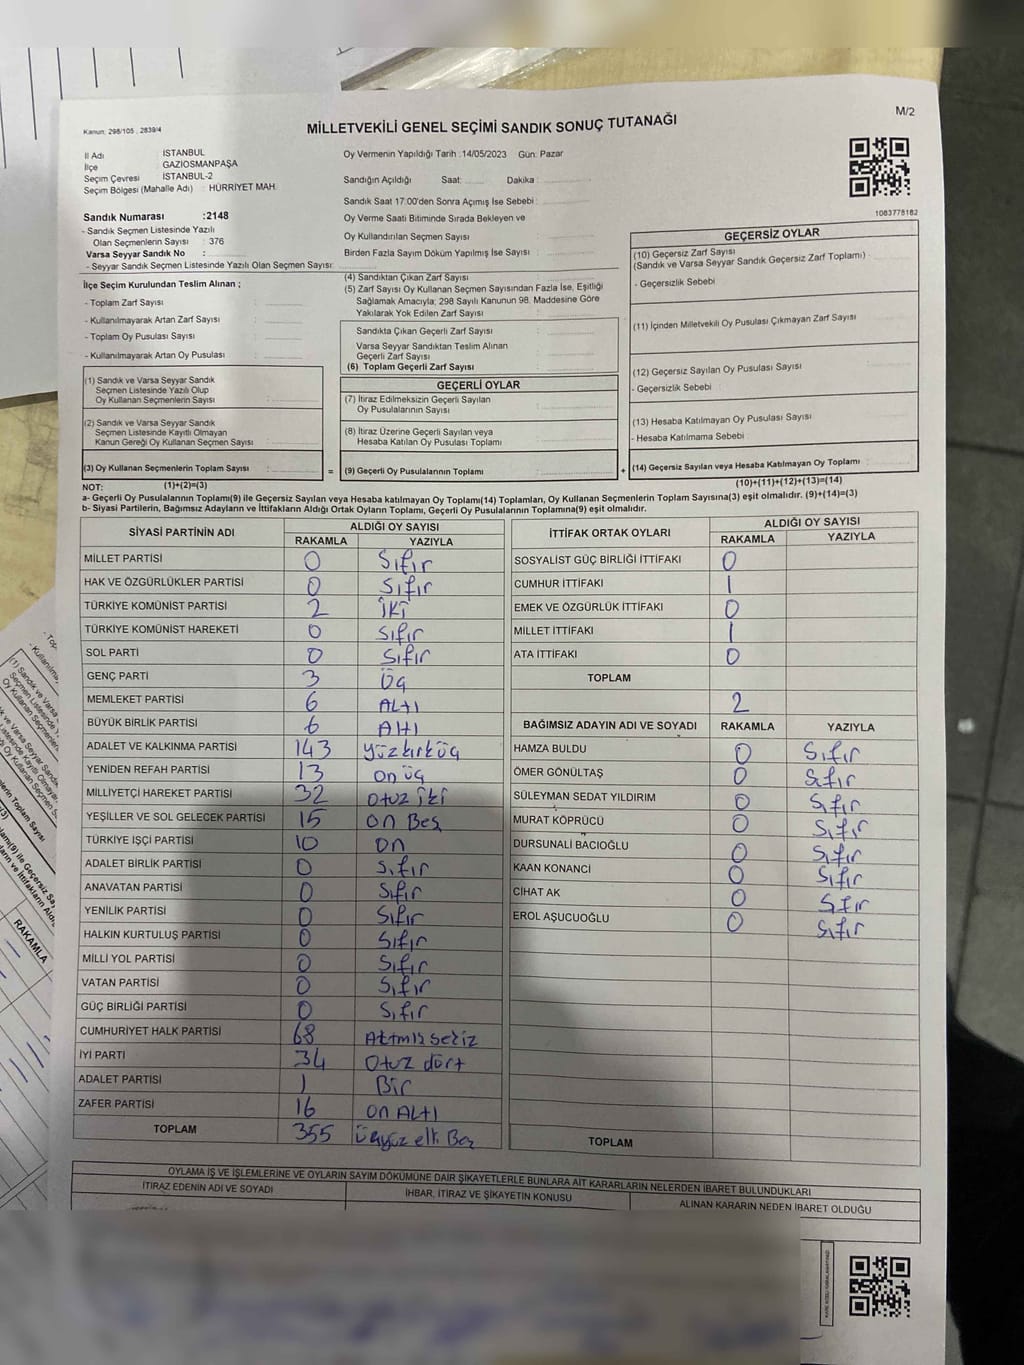 M/2
Kanun: 298/105 , 2839/4
MİLLETVEKİLİ GENEL SEÇİMİ SANDIK SONUÇ TUTANAĞI
İl Adı : İSTANBUL
İlçe : GAZİOSMANPAŞA
Seçim Çevresi : İSTANBUL-2
Seçim Bölgesi (Mahalle Adı) : HÜRRİYET MAH.
Sandık Numarası :2148
- Sandık Seçmen Listesinde Yazılı
Olan Seçmenlerin Sayısı : 376
Varsa Seyyar Sandık No :
- Seyyar Sandık Seçmen Listesinde Yazılı Olan Seçmen Sayısı:
İlçe Seçim Kurulundan Teslim Alınan ;
- Toplam Zarf Sayısı :
- Kullanılmayarak Artan Zarf Sayısı :
- Toplam Oy Pusulası Sayısı :
- Kullanılmayarak Artan Oy Pusulası :
(1) Sandık ve Varsa Seyyar Sandık
Seçmen Listesinde Yazılı Olup
Oy Kullanan Seçmenlerin Sayısı :
(2) Sandık ve Varsa Seyyar Sandık
Seçmen Listesinde Kayıtlı Olmayan
Kanun Gereği Oy Kullanan Seçmen Sayısı :
(3) Oy Kullanan Seçmenlerin Toplam Sayısı :
Oy Vermenin Yapıldığı Tarih :14/05/2023 Gün: Pazar
Sandığın Açıldığı Saat: Dakika :
Sandık Saat 17:00'den Sonra Açımış İse Sebebi :
Oy Verme Saati Bitiminde Sırada Bekleyen ve
Oy Kullandırılan Seçmen Sayısı :
Birden Fazla Sayım Döküm Yapılmış İse Sayısı :
(4) Sandıktan Çıkan Zarf Sayısı :
(5) Zarf Sayısı Oy Kullanan Seçmen Sayısından Fazla İse, Eşitliği
Sağlamak Amacıyla; 298 Sayılı Kanunun 98. Maddesine Göre
Yakılarak Yok Edilen Zarf Sayısı :
Sandıkta Çıkan Geçerli Zarf Sayısı :
Varsa Seyyar Sandıktan Teslim Alınan
Geçerli Zarf Sayısı :
(6) Toplam Geçerli Zarf Sayısı :
GEÇERLİ OYLAR
(7) İtiraz Edilmeksizin Geçerli Sayılan
Oy Pusulalarının Sayısı :
(8) İtiraz Üzerine Geçerli Sayılan veya
Hesaba Katılan Oy Pusulası Toplamı :
= (9) Geçerli Oy Pusulalarının Toplamı :
1083778182
GEÇERSİZ OYLAR
(10) Geçersiz Zarf Sayısı
(Sandık ve Varsa Seyyar Sandık Geçersiz Zarf Toplamı) :
- Geçersizlik Sebebi
(11) İçinden Milletvekili Oy Pusulası Çıkmayan Zarf Sayısı
(12) Geçersiz Sayılan Oy Pusulası Sayısı :
- Geçersizlik Sebebi
(13) Hesaba Katılmayan Oy Pusulası Sayısı :
- Hesaba Katılmama Sebebi
+ (14) Geçersiz Sayılan veya Hesaba Katılmayan Oy Toplamı :
NOT: (1)+(2)=(3)
(10)+(11)+(12)+(13)=(14)
a- Geçerli Oy Pusulalarının Toplamı(9) ile Geçersiz Sayılan veya Hesaba katılmayan Oy Toplamı(14) Toplamları, Oy Kullanan Seçmenlerin Toplam Sayısına(3) eşit olmalıdır. (9)+(14)=(3)
b- Siyasi Partilerin, Bağımsız Adayların ve İttifakların Aldığı Ortak Oyların Toplamı, Geçerli Oy Pusulalarının Toplamına(9) eşit olmalıdır.
SİYASİ PARTİNİN ADI ALDIĞI OY SAYISI
RAKAMLA YAZIYLA
MİLLET PARTİSİ 0 Sıfır
HAK VE ÖZGÜRLÜKLER PARTİSİ 0 Sıfır
TÜRKİYE KOMÜNİST PARTİSİ 2 İKİ
TÜRKİYE KOMÜNİST HAREKETİ 0 Sıfır
SOL PARTİ 0 Sıfır
GENÇ PARTİ 3 Üç
MEMLEKET PARTİSİ 6 ALTI
BÜYÜK BİRLİK PARTİSİ 6 Altı
ADALET VE KALKINMA PARTİSİ 143 yüzkırküç
YENİDEN REFAH PARTİSİ 13 on üç
MİLLİYETÇİ HAREKET PARTİSİ 32 otuz iki
YEŞİLLER VE SOL GELECEK PARTİSİ 15 on Beş
TÜRKİYE İŞÇİ PARTİSİ 10 on
ADALET BİRLİK PARTİSİ 0 Sıfır
ANAVATAN PARTİSİ 0 Sıfır
YENİLİK PARTİSİ 0 Sıfır
HALKIN KURTULUŞ PARTİSİ 0 Sıfır
MİLLİ YOL PARTİSİ 0 Sıfır
VATAN PARTİSİ 0 Sıfır
GÜÇ BİRLİĞİ PARTİSİ 0 Sıfır
CUMHURİYET HALK PARTİSİ 68 Altmış sekiz
İYİ PARTİ 34 Otuz dört
ADALET PARTİSİ 1 Bir
ZAFER PARTİSİ 16 on ALTI
TOPLAM 355 üçyüz elli Beş
İTTİFAK ORTAK OYLARI ALDIĞI OY SAYISI
RAKAMLA YAZIYLA
SOSYALİST GÜÇ BİRLİĞİ İTTİFAKI 0
CUMHUR İTTİFAKI 1
EMEK VE ÖZGÜRLÜK İTTİFAKI 0
MİLLET İTTİFAKI 1
ATA İTTİFAKI 0
TOPLAM
2
BAĞIMSIZ ADAYIN ADI VE SOYADI RAKAMLA YAZIYLA
HAMZA BULDU 0 Sıfır
ÖMER GÖNÜLTAŞ 0 Sıfır
SÜLEYMAN SEDAT YILDIRIM 0 Sıfır
MURAT KÖPRÜCÜ 0 Sıfır
DURSUNALİ BACIOĞLU 0 Sıfır
KAAN KONANCİ 0 Sıfır
CİHAT AK 0 Sıfır
EROL AŞUCUOĞLU 0 Sıfır
TOPLAM
OYLAMA İŞ VE İŞLEMLERİNE VE OYLARIN SAYIM DÖKÜMÜNE DAİR ŞİKAYETLERLE BUNLARA AİT KARARLARIN NELERDEN İBARET BULUNDUKLARI
İTİRAZ EDENİN ADI VE SOYADI İHBAR, İTİRAZ VE ŞİKAYETİN KONUSU ALINAN KARARIN NEDEN İBARET OLDUĞU
RAKAMLA